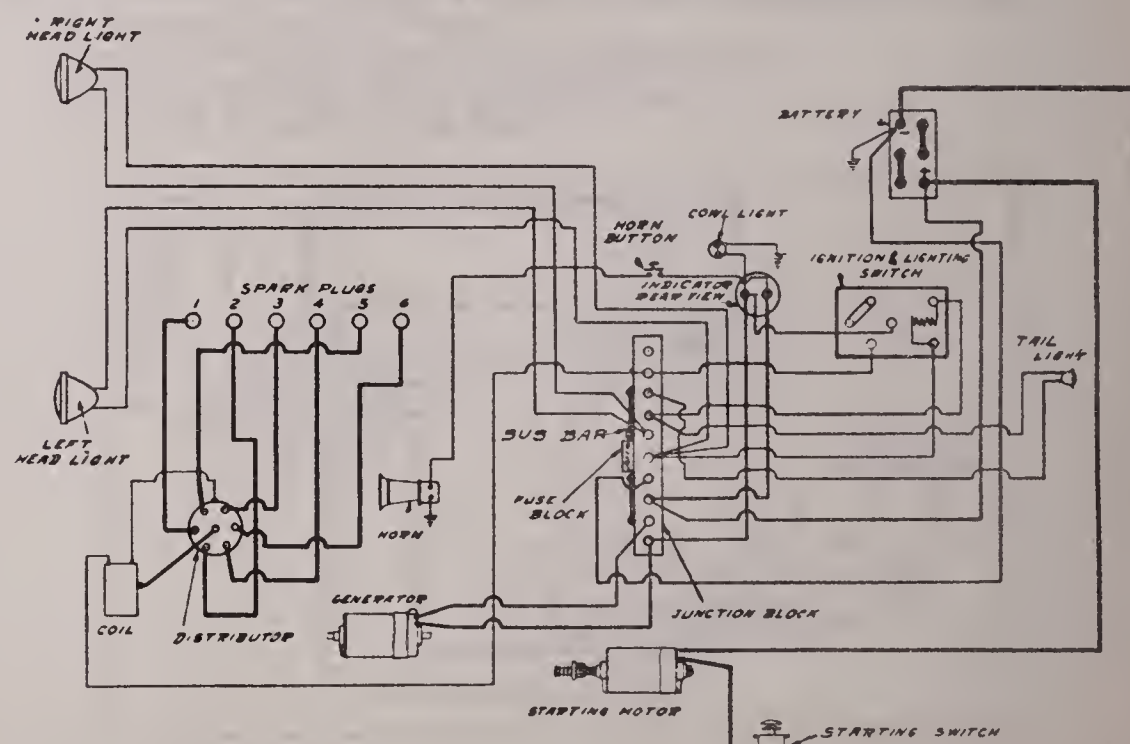 RIGHT
HEAD LIGHT
BATTERY
COWL LIGHT
HORN
BUTTON
IGNITION & LIGHTING
SWITCH
INDICATOR
REAR VIEW
SPARK PLUGS
1 2 3 4 5 6
TAIL
LIGHT
LEFT
HEAD LIGHT
BUS BAR
FUSE
BLOCK
HORN
GENERATOR
JUNCTION BLOCK
COIL
DISTRIBUTOR
STARTING MOTOR
STARTING SWITCH